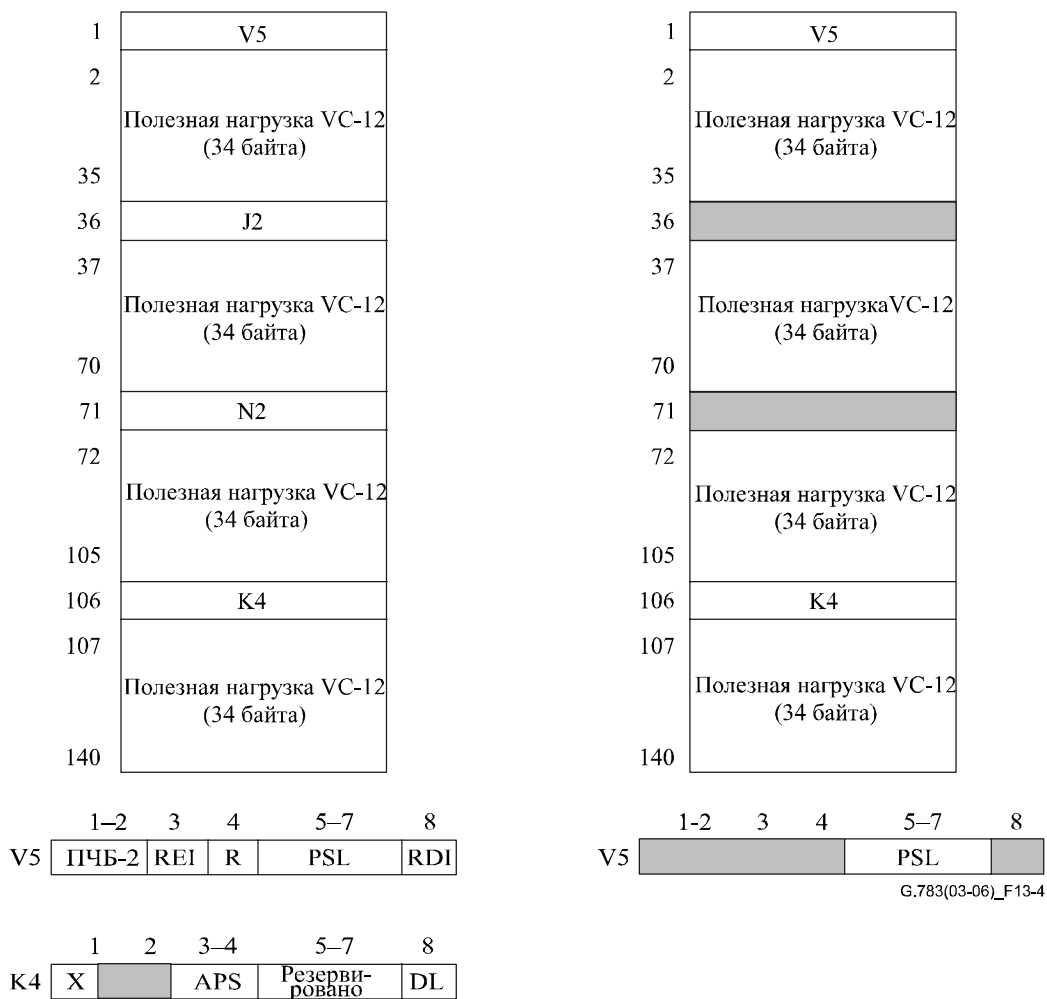 1 V5
2
Полезная нагрузка VC-12
(34 байта)
35
36 J2
37
Полезная нагрузка VC-12
(34 байта)
70
71 N2
72
Полезная нагрузка VC-12
(34 байта)
105
106 K4
107
Полезная нагрузка VC-12
(34 байта)
140
1 V5
2
Полезная нагрузка VC-12
(34 байта)
35
36
37
Полезная нагрузкаVC-12
(34 байта)
70
71
72
Полезная нагрузка VC-12
(34 байта)
105
106 K4
107
Полезная нагрузка VC-12
(34 байта)
140
1–2 3 4 5–7 8
V5 ПЧБ-2 REI R PSL RDI
1-2 3 4 5–7 8
V5 PSL
G.783(03-06)_F13-4
1 2 3–4 5–7 8
K4 X APS Резерви-
ровано DL